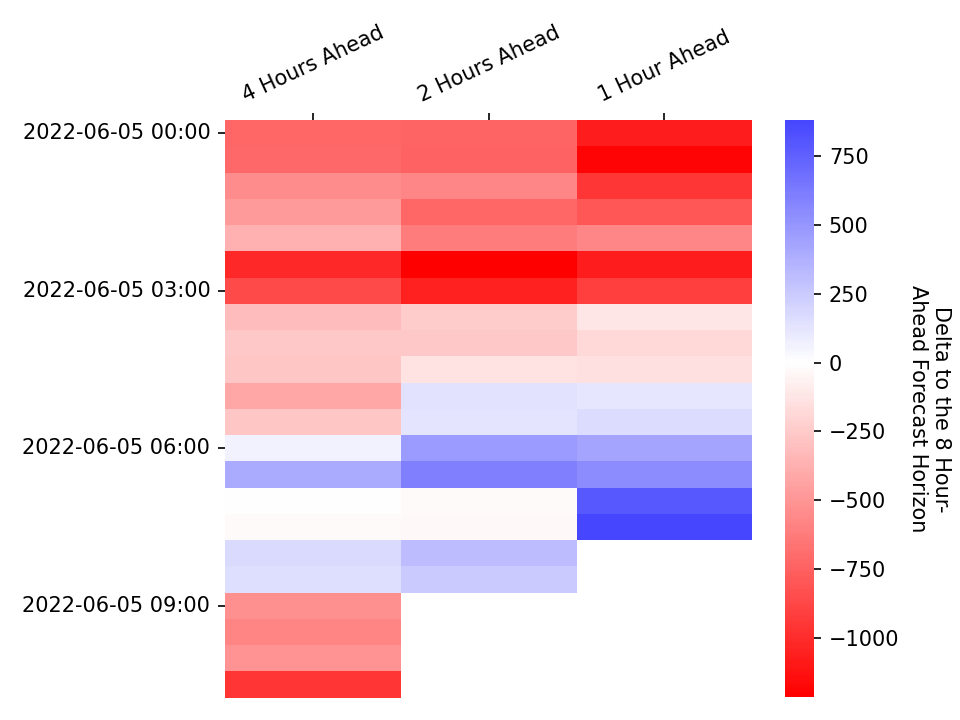 4 Hours Ahead
2 Hours Ahead
1 Hour Ahead
2022-06-05 00:00
2022-06-05 03:00
2022-06-05 06:00
2022-06-05 09:00
750
500
250
0
−250
−500
−750
−1000
Delta to the 8 Hour-
Ahead Forecast Horizon